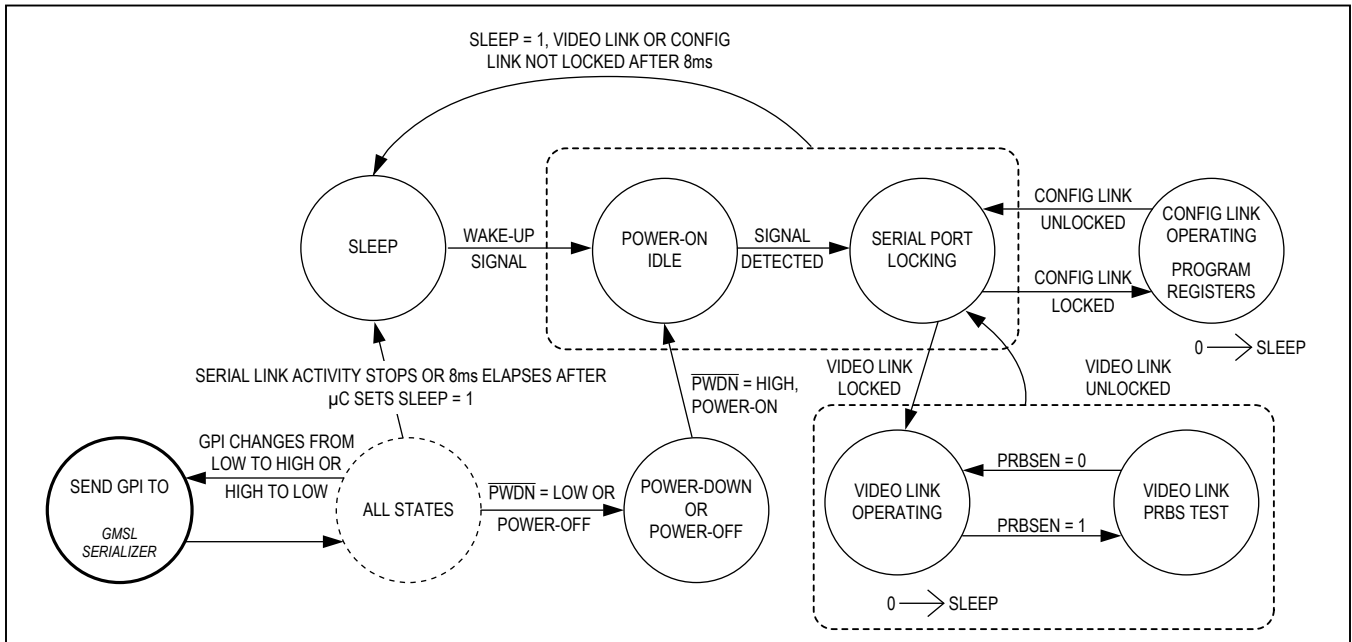 SLEEP = 1, VIDEO LINK OR CONFIG
LINK NOT LOCKED AFTER 8ms
SLEEP
WAKE-UP
SIGNAL
POWER-ON
IDLE
SIGNAL
DETECTED
SERIAL PORT
LOCKING
CONFIG LINK
UNLOCKED
CONFIG LINK
LOCKED
CONFIG LINK
OPERATING
PROGRAM
REGISTERS
0 → SLEEP
SERIAL LINK ACTIVITY STOPS OR 8ms ELAPSES AFTER
µC SETS SLEEP = 1
PWDN = HIGH,
POWER-ON
VIDEO LINK
LOCKED
VIDEO LINK
UNLOCKED
GPI CHANGES FROM
LOW TO HIGH OR
HIGH TO LOW
SEND GPI TO
GMSL
SERIALIZER
ALL STATES
PWDN = LOW OR
POWER-OFF
POWER-DOWN
OR
POWER-OFF
VIDEO LINK
OPERATING
PRBSEN = 0
PRBSEN = 1
VIDEO LINK
PRBS TEST
0 → SLEEP